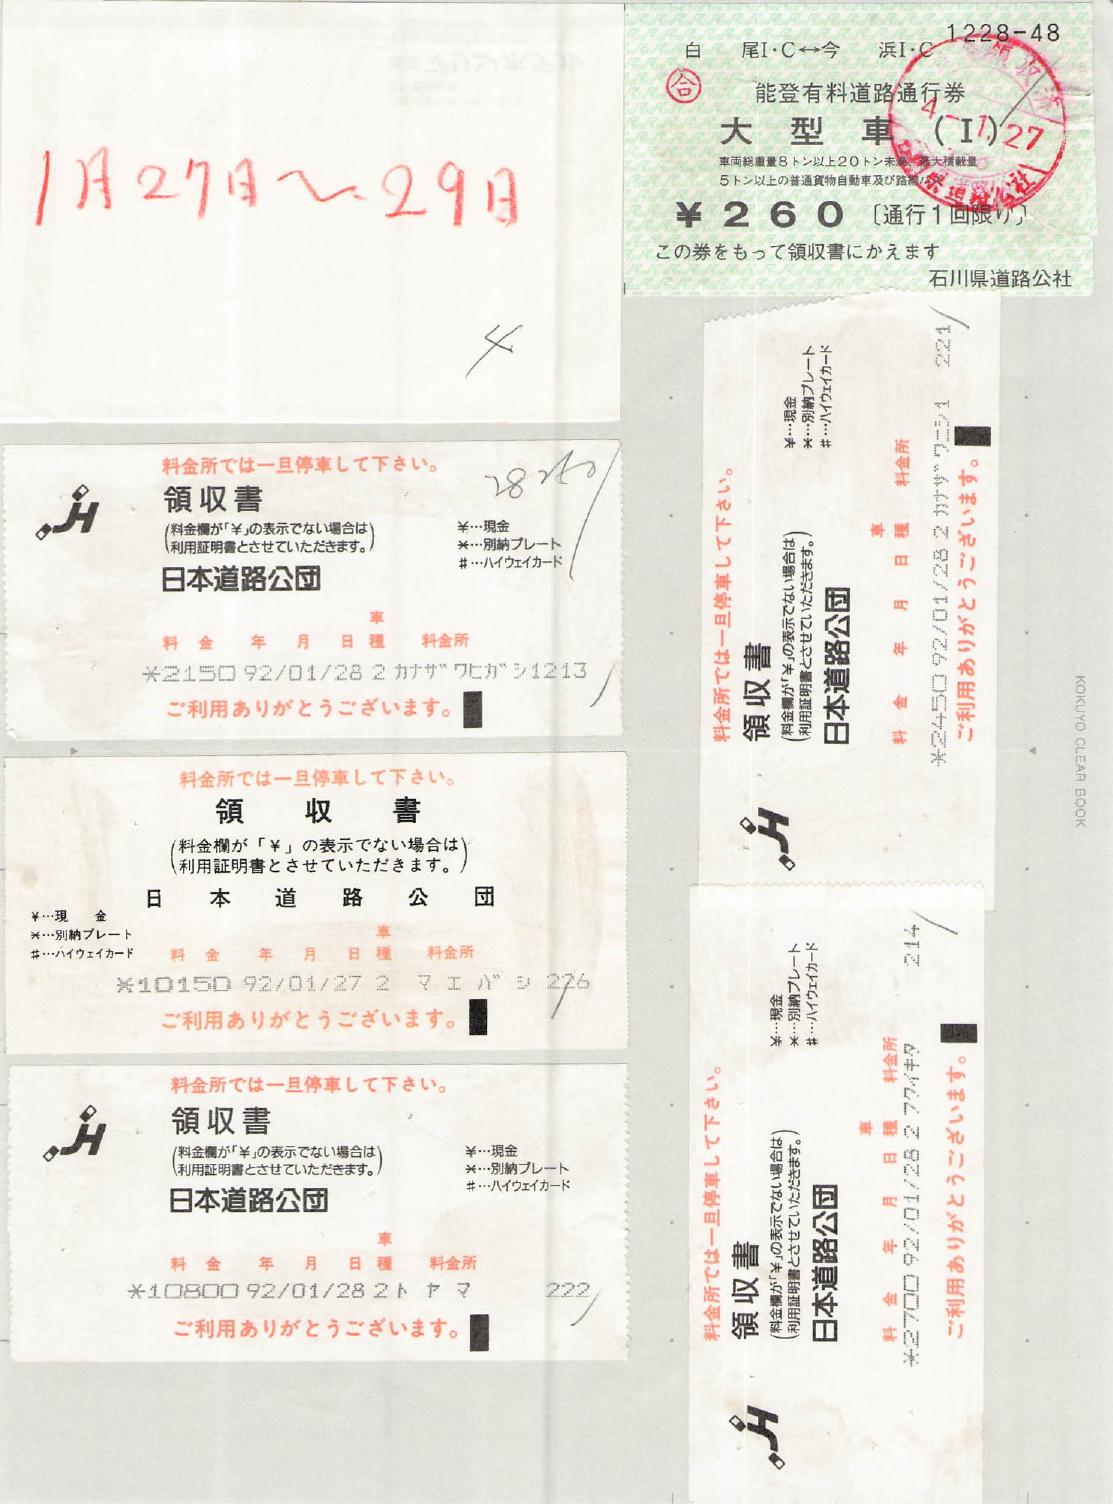 1月27日〜29日
4
1228-48
白 尾I・C↔今 浜I・C
合 能登有料道路通行券
大型車 (I)
車両総重量8トン以上20トン未満、最大積載量
5トン以上の普通貨物自動車及び路線バス
¥260 〔通行1回限り〕
この券をもって領収書にかえます
石川県道路公社
領収済
4-1.27
石川県道路公社
料金所では一旦停車して下さい。
28250
JH
領収書
(料金欄が「¥」の表示でない場合は
利用証明書とさせていただきます。)
¥…現金
*…別納プレート
#…ハイウェイカード
日本道路公団
車
料 金 年 月 日 種 料金所
*2150 92/01/28 2 カナザワヒガシ1213
ご利用ありがとうございます。
料金所では一旦停車して下さい。
領収書
(料金欄が「¥」の表示でない場合は
利用証明書とさせていただきます。)
日本道路公団
¥…現 金
*…別納プレート
#…ハイウェイカード
車
料 金 年 月 日 種 料金所
*10150 92/01/27 2 マエバシ 226
ご利用ありがとうございます。
料金所では一旦停車して下さい。
JH
領収書
(料金欄が「¥」の表示でない場合は
利用証明書とさせていただきます。)
¥…現金
*…別納プレート
#…ハイウェイカード
日本道路公団
車
料 金 年 月 日 種 料金所
*10800 92/01/28 2トヤマ 222
ご利用ありがとうございます。
料金所では一旦停車して下さい。
JH
領収書
(料金欄が「¥」の表示でない場合は
利用証明書とさせていただきます。)
¥…現金
*…別納プレート
#…ハイウェイカード
日本道路公団
車
料 金 年 月 日 種 料金所
*2450 92/01/28 2 カナザワニシ1 221
ご利用ありがとうございます。
料金所では一旦停車して下さい。
JH
領収書
(料金欄が「¥」の表示でない場合は
利用証明書とさせていただきます。)
¥…現金
*…別納プレート
#…ハイウェイカード
日本道路公団
車
料 金 年 月 日 種 料金所
*2700 92/01/28 2 フクイキタ 214
ご利用ありがとうございます。
KOKUYO CLEAR BOOK